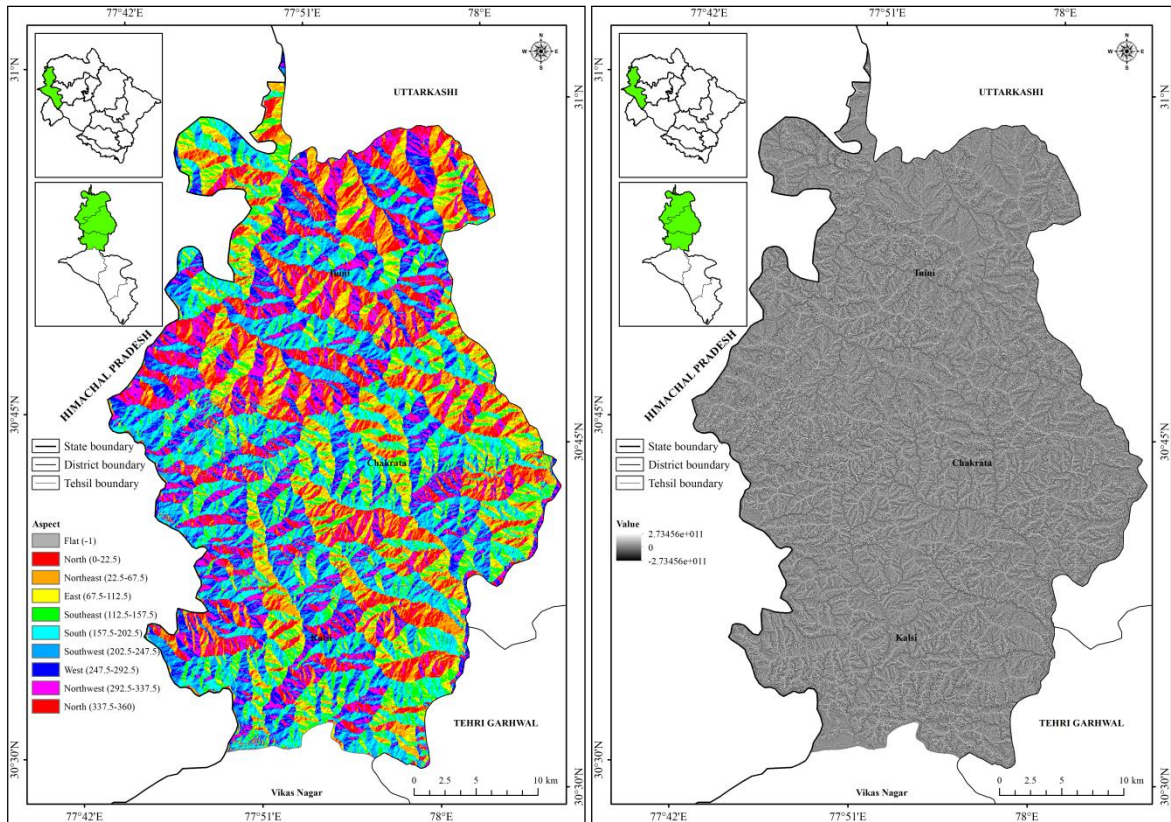 77°42'E
77°51'E
78°E
N
W
E
S
31°N
31°N
UTTARKASHI
Tuini
HIMACHAL PRADESH
30°45'N
30°45'N
State boundary
District boundary
Tehsil boundary
Chakrata
Aspect
Flat (-1)
North (0-22.5)
Northeast (22.5-67.5)
East (67.5-112.5)
Southeast (112.5-157.5)
South (157.5-202.5)
Southwest (202.5-247.5)
West (247.5-292.5)
Northwest (292.5-337.5)
North (337.5-360)
Kalsi
TEHRI GARHWAL
30°30'N
30°30'N
0 2.5 5 10 km
Vikas Nagar
77°42'E
77°51'E
78°E
77°42'E
77°51'E
78°E
N
W
E
S
31°N
31°N
UTTARKASHI
Tuini
HIMACHAL PRADESH
30°45'N
30°45'N
State boundary
District boundary
Tehsil boundary
Chakrata
Value
2.73456e+011
0
-2.73456e+011
Kalsi
TEHRI GARHWAL
30°30'N
30°30'N
0 2.5 5 10 km
Vikas Nagar
77°42'E
77°51'E
78°E